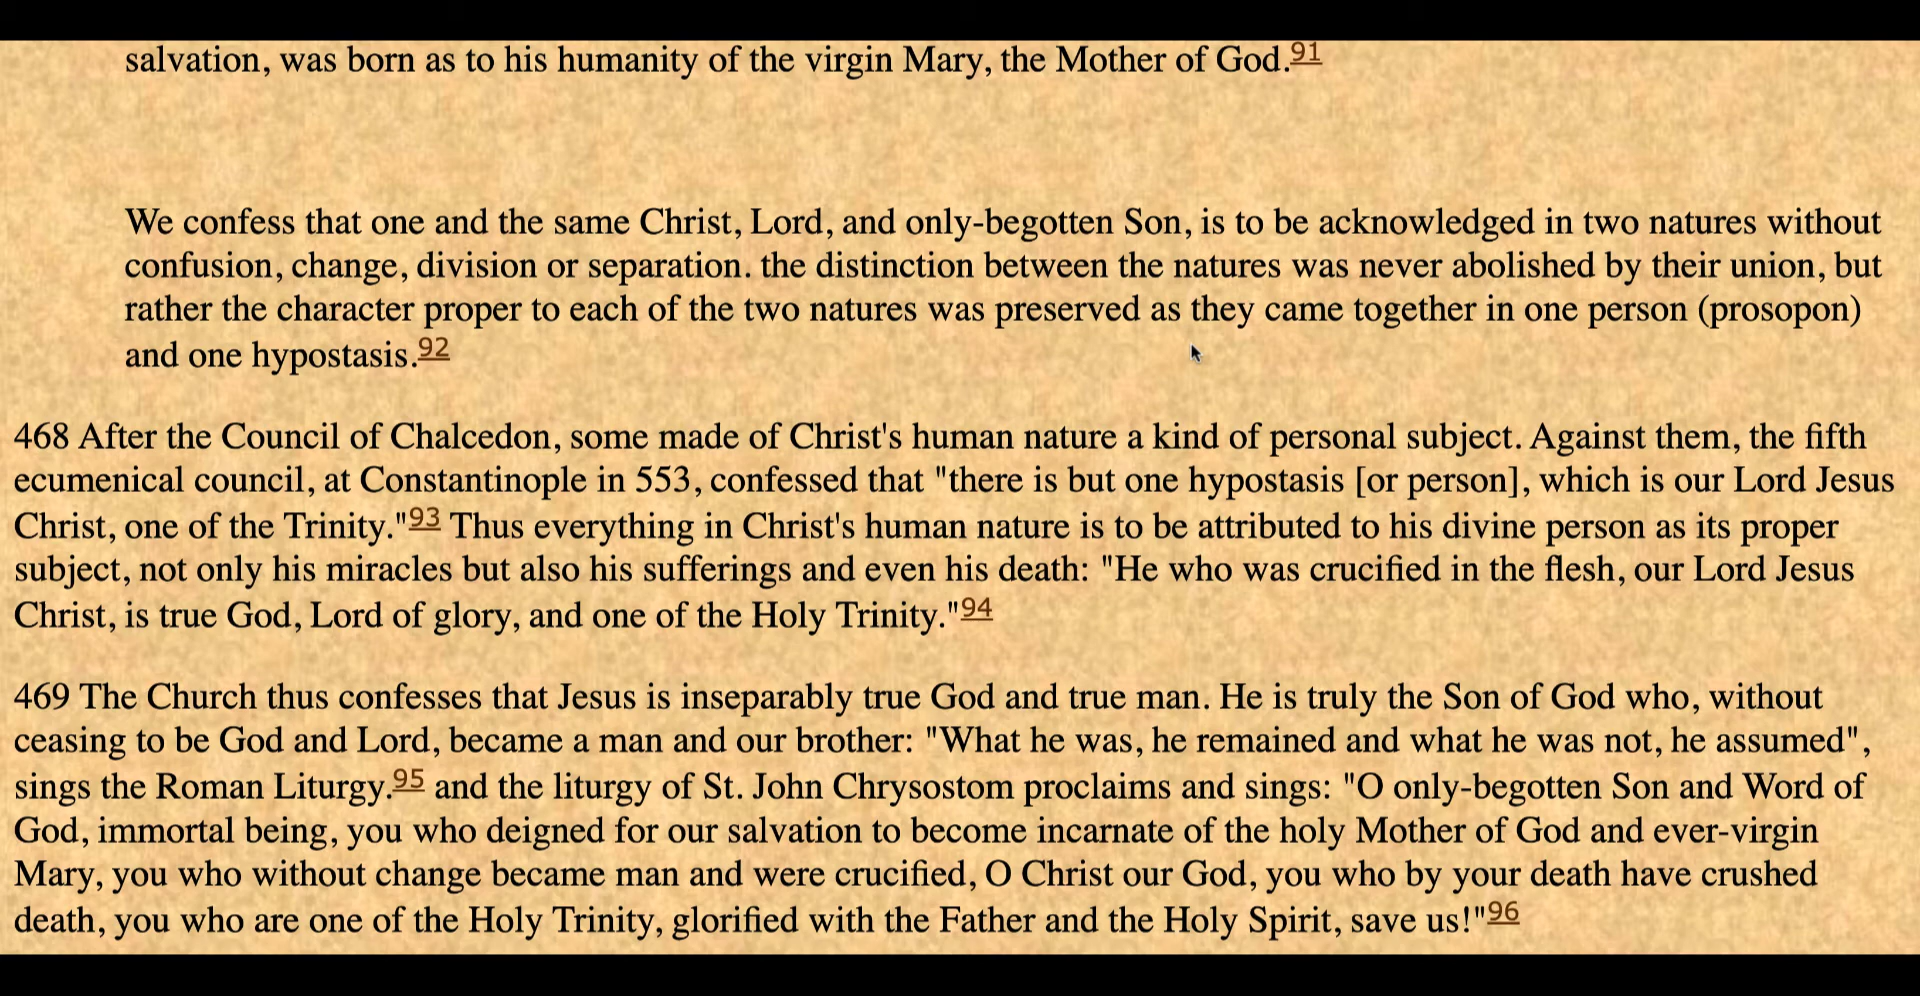 salvation, was born as to his humanity of the virgin Mary, the Mother of God.91
We confess that one and the same Christ, Lord, and only-begotten Son, is to be acknowledged in two natures without
confusion, change, division or separation. the distinction between the natures was never abolished by their union, but
rather the character proper to each of the two natures was preserved as they came together in one person (prosopon)
and one hypostasis.92
468 After the Council of Chalcedon, some made of Christ's human nature a kind of personal subject. Against them, the fifth
ecumenical council, at Constantinople in 553, confessed that "there is but one hypostasis [or person], which is our Lord Jesus
Christ, one of the Trinity."93 Thus everything in Christ's human nature is to be attributed to his divine person as its proper
subject, not only his miracles but also his sufferings and even his death: "He who was crucified in the flesh, our Lord Jesus
Christ, is true God, Lord of glory, and one of the Holy Trinity."94
469 The Church thus confesses that Jesus is inseparably true God and true man. He is truly the Son of God who, without
ceasing to be God and Lord, became a man and our brother: "What he was, he remained and what he was not, he assumed",
sings the Roman Liturgy.95 and the liturgy of St. John Chrysostom proclaims and sings: "O only-begotten Son and Word of
God, immortal being, you who deigned for our salvation to become incarnate of the holy Mother of God and ever-virgin
Mary, you who without change became man and were crucified, O Christ our God, you who by your death have crushed
death, you who are one of the Holy Trinity, glorified with the Father and the Holy Spirit, save us!"96